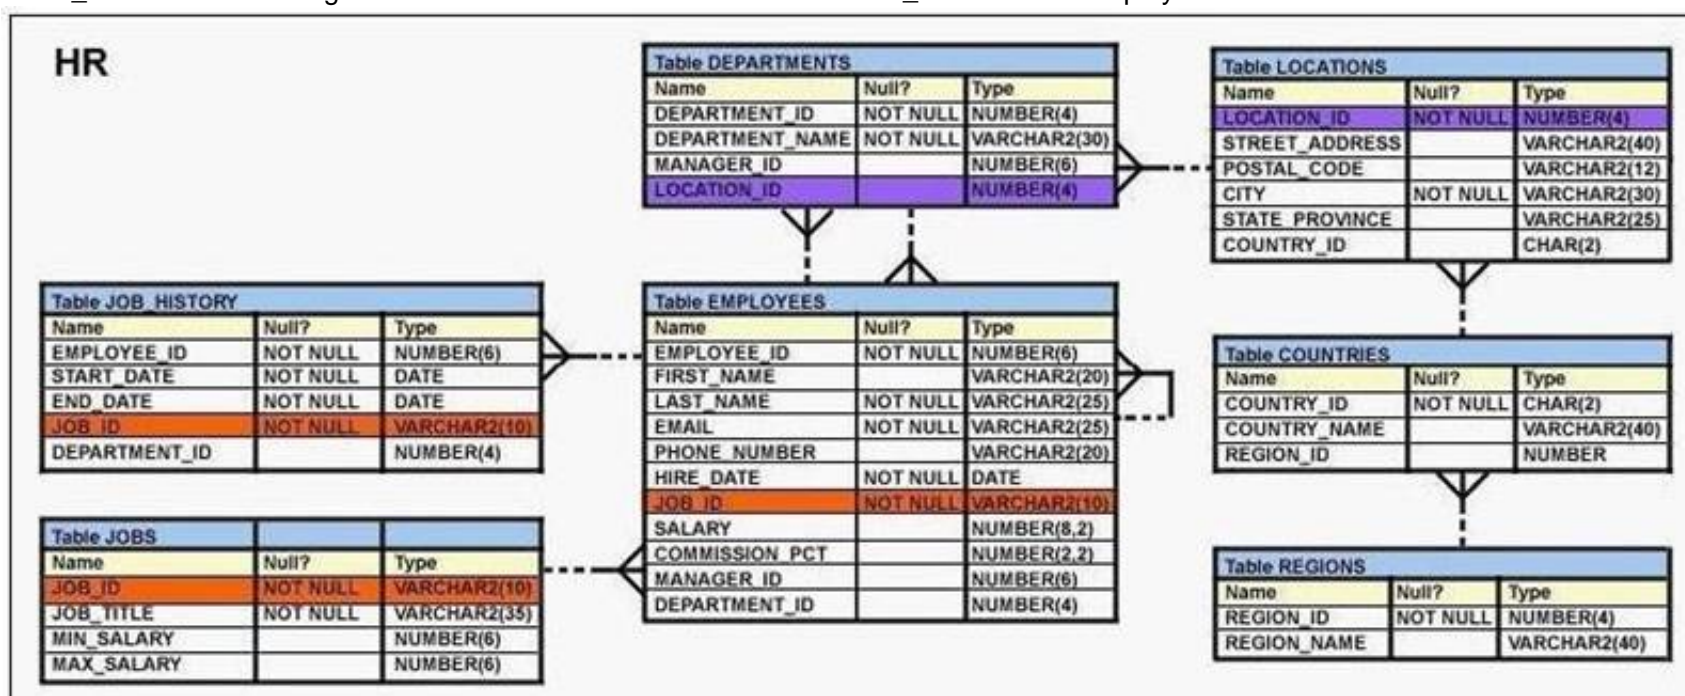 HR
Table DEPARTMENTS
Name Null? Type
DEPARTMENT_ID NOT NULL NUMBER(4)
DEPARTMENT_NAME NOT NULL VARCHAR2(30)
MANAGER_ID NUMBER(6)
LOCATION_ID NUMBER(4)
Table LOCATIONS
Name Null? Type
LOCATION_ID NOT NULL NUMBER(4)
STREET_ADDRESS VARCHAR2(40)
POSTAL_CODE VARCHAR2(12)
CITY NOT NULL VARCHAR2(30)
STATE_PROVINCE VARCHAR2(25)
COUNTRY_ID CHAR(2)
Table JOB_HISTORY
Name Null? Type
EMPLOYEE_ID NOT NULL NUMBER(6)
START_DATE NOT NULL DATE
END_DATE NOT NULL DATE
JOB_ID NOT NULL VARCHAR2(10)
DEPARTMENT_ID NUMBER(4)
Table EMPLOYEES
Name Null? Type
EMPLOYEE_ID NOT NULL NUMBER(6)
FIRST_NAME VARCHAR2(20)
LAST_NAME NOT NULL VARCHAR2(25)
EMAIL NOT NULL VARCHAR2(25)
PHONE_NUMBER VARCHAR2(20)
HIRE_DATE NOT NULL DATE
JOB_ID NOT NULL VARCHAR2(10)
SALARY NUMBER(8,2)
COMMISSION_PCT NUMBER(2,2)
MANAGER_ID NUMBER(6)
DEPARTMENT_ID NUMBER(4)
Table COUNTRIES
Name Null? Type
COUNTRY_ID NOT NULL CHAR(2)
COUNTRY_NAME VARCHAR2(40)
REGION_ID NUMBER
Table JOBS
Name Null? Type
JOB_ID NOT NULL VARCHAR2(10)
JOB_TITLE NOT NULL VARCHAR2(35)
MIN_SALARY NUMBER(6)
MAX_SALARY NUMBER(6)
Table REGIONS
Name Null? Type
REGION_ID NOT NULL NUMBER(4)
REGION_NAME VARCHAR2(40)